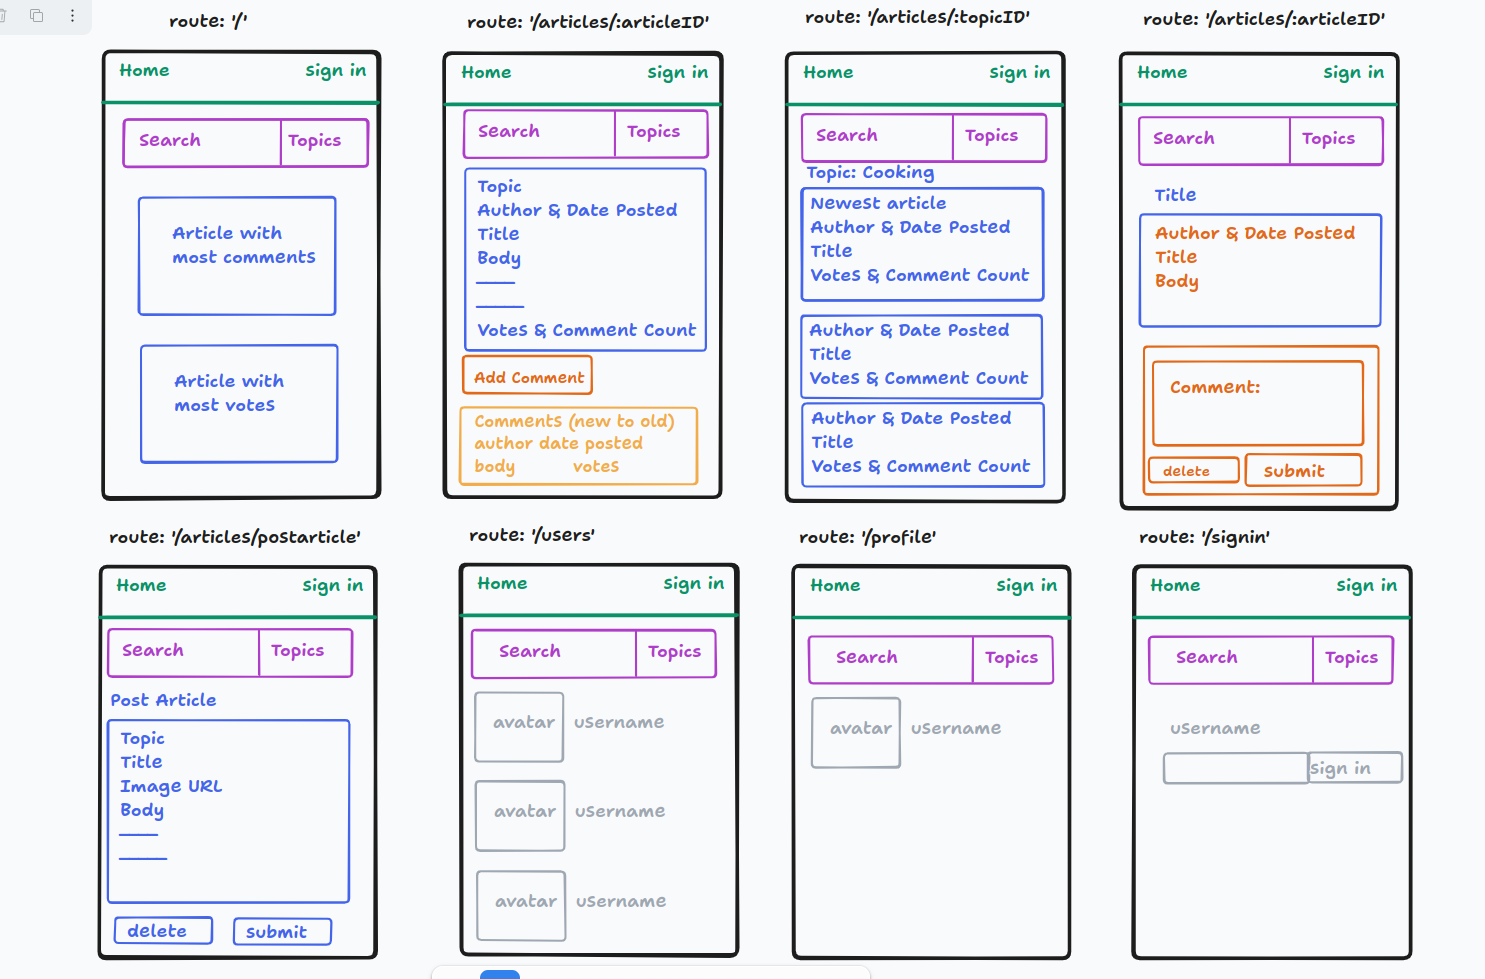 route: '/'
Home
sign in
Search
Topics
Article with
most comments
Article with
most votes
route: '/articles/:articleID'
Home
sign in
Search
Topics
Topic
Author & Date Posted
Title
Body
Votes & Comment Count
Add Comment
Comments (new to old)
author date posted
body votes
route: '/articles/:topicID'
Home
sign in
Search
Topics
Topic: Cooking
Newest article
Author & Date Posted
Title
Votes & Comment Count
Author & Date Posted
Title
Votes & Comment Count
Author & Date Posted
Title
Votes & Comment Count
route: '/articles/:articleID'
Home
sign in
Search
Topics
Title
Author & Date Posted
Title
Body
Comment:
delete
submit
route: '/articles/postarticle'
Home
sign in
Search
Topics
Post Article
Topic
Title
Image URL
Body
delete
submit
route: '/users'
Home
sign in
Search
Topics
avatar
username
avatar
username
avatar
username
route: '/profile'
Home
sign in
Search
Topics
avatar
username
route: '/signin'
Home
sign in
Search
Topics
username
sign in